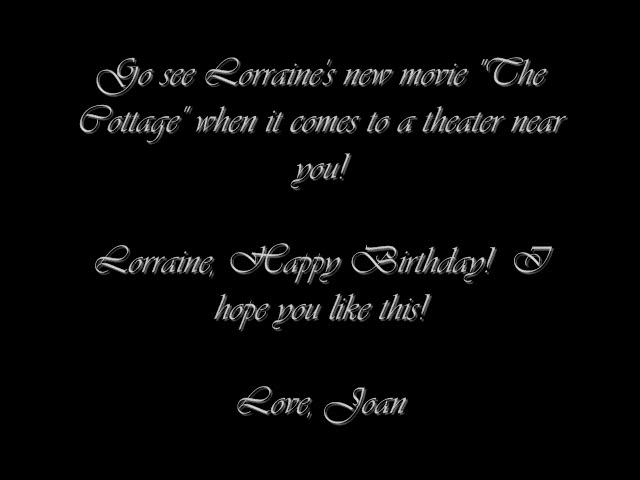 Go see Lorraine's new movie "The
Cottage" when it comes to a theater near
you!
Lorraine, Happy Birthday! I
hope you like this!
Love, Joan